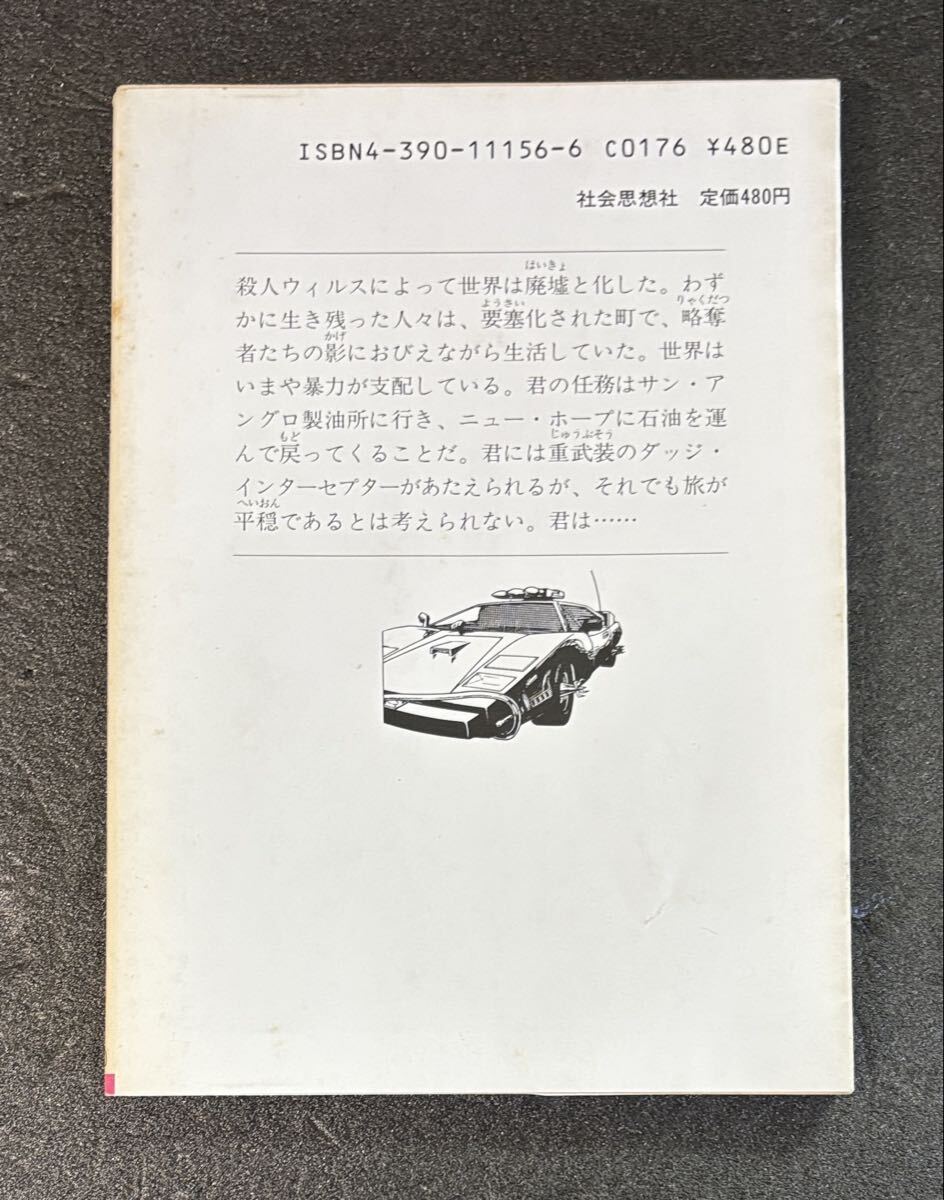 ISBN4-390-11156-6 C0176 ¥480E
社会思想社 定価480円
殺人ウィルスによって世界は廃墟と化した。わず
かに生き残った人々は、要塞化された町で、略奪
者たちの影におびえながら生活していた。世界は
いまや暴力が支配している。君の任務はサン・ア
ングロ製油所に行き、ニュー・ホープに石油を運
んで戻ってくることだ。君には重武装のダッジ・
インターセプターがあたえられるが、それでも旅が
平穏であるとは考えられない。君は……